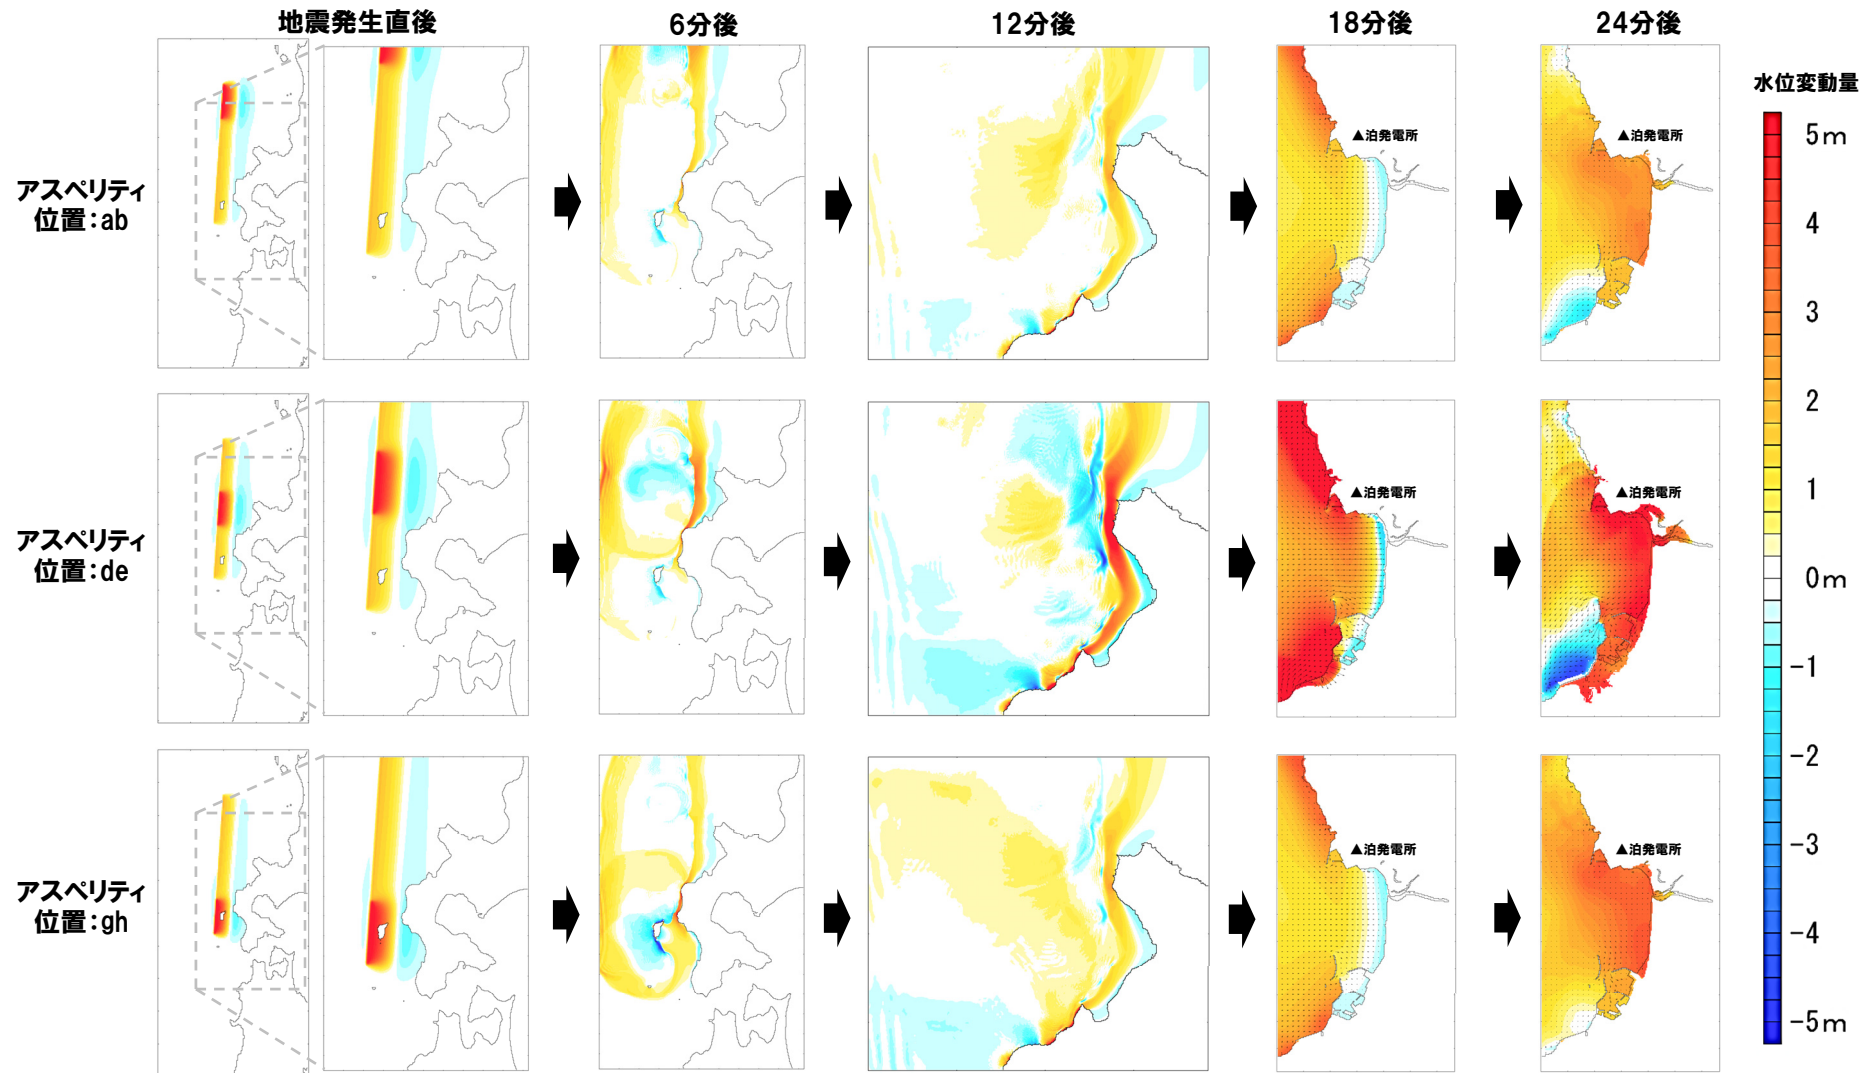 地震発生直後
6分後
12分後
18分後
24分後
水位変動量
アスペリティ
位置:ab
▲泊発電所
▲泊発電所
アスペリティ
位置:de
▲泊発電所
▲泊発電所
アスペリティ
位置:gh
▲泊発電所
▲泊発電所
5m
4
3
2
1
0m
-1
-2
-3
-4
-5m